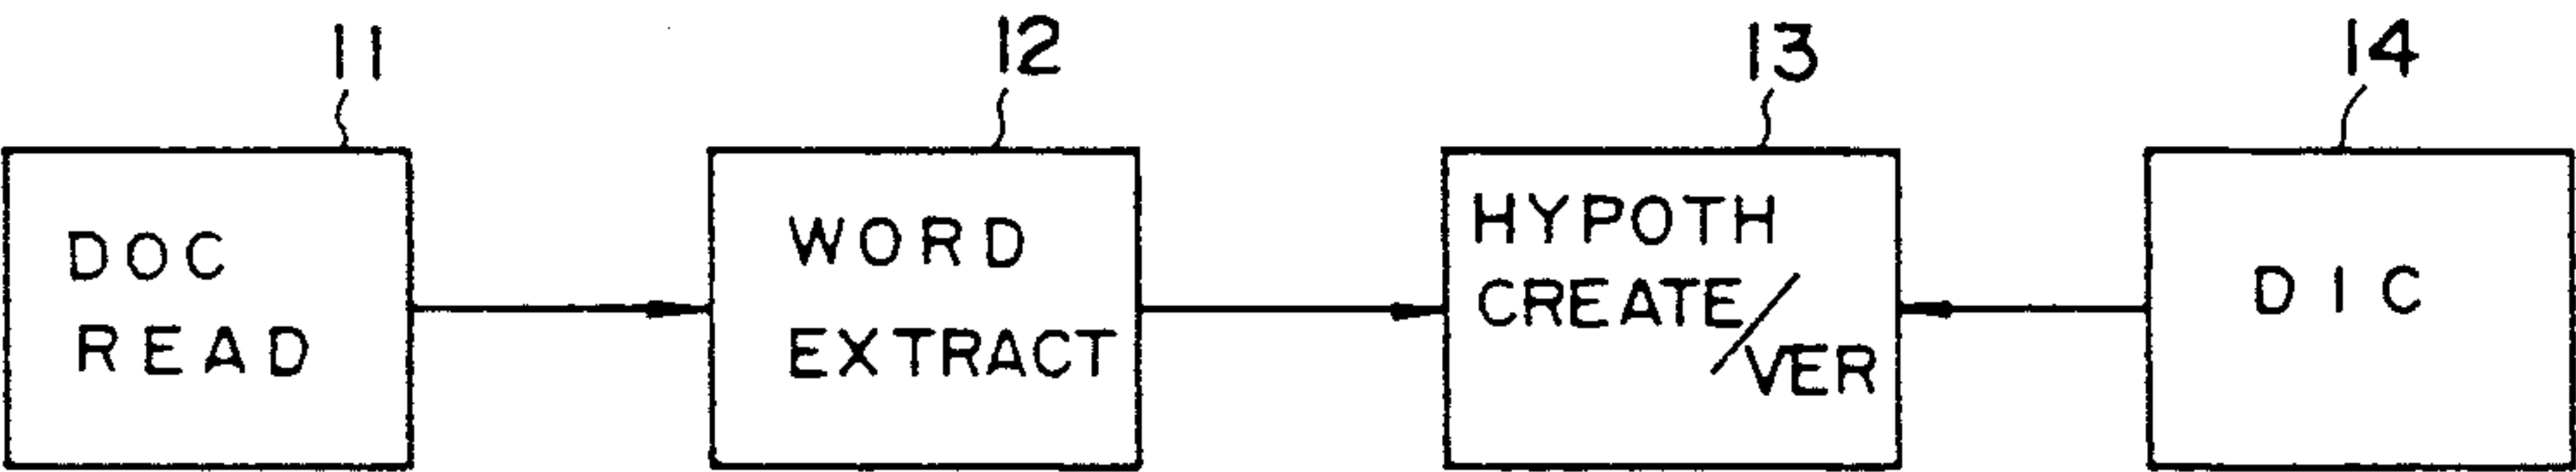 11
12
13
14
DOC
READ
WORD
EXTRACT
HYPOTH
CREATE/
VER
DIC